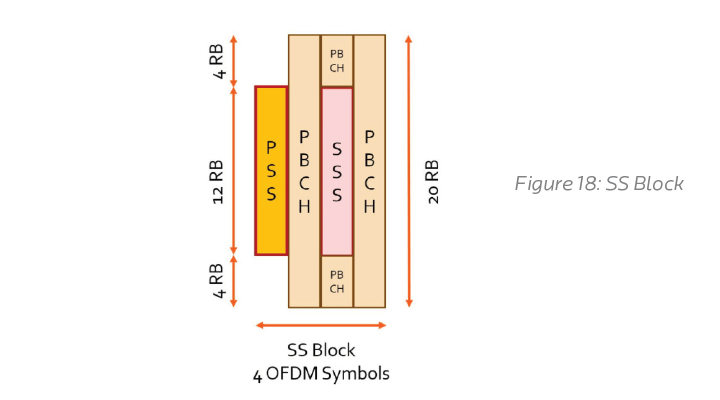 4 RB
12 RB
4 RB
PSS
PBCH
PB
CH
SSS
PB
CH
PBCH
20 RB
SS Block
4 OFDM Symbols
Figure 18: SS Block